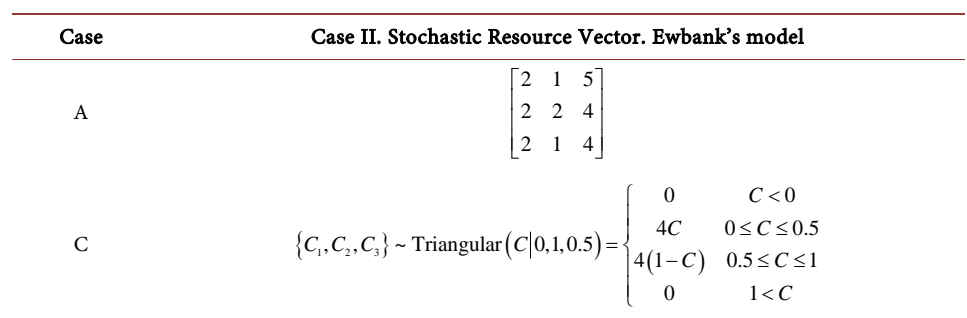 Case Case II. Stochastic Resource Vector. Ewbank's model
A
[2 1 5
2 2 4
2 1 4]
C
{C₁,C₂,C₃} ~ Triangular(C|0,1,0.5) = {
0 C < 0
4C 0 ≤ C ≤ 0.5
4(1−C) 0.5 ≤ C ≤ 1
0 1 < C